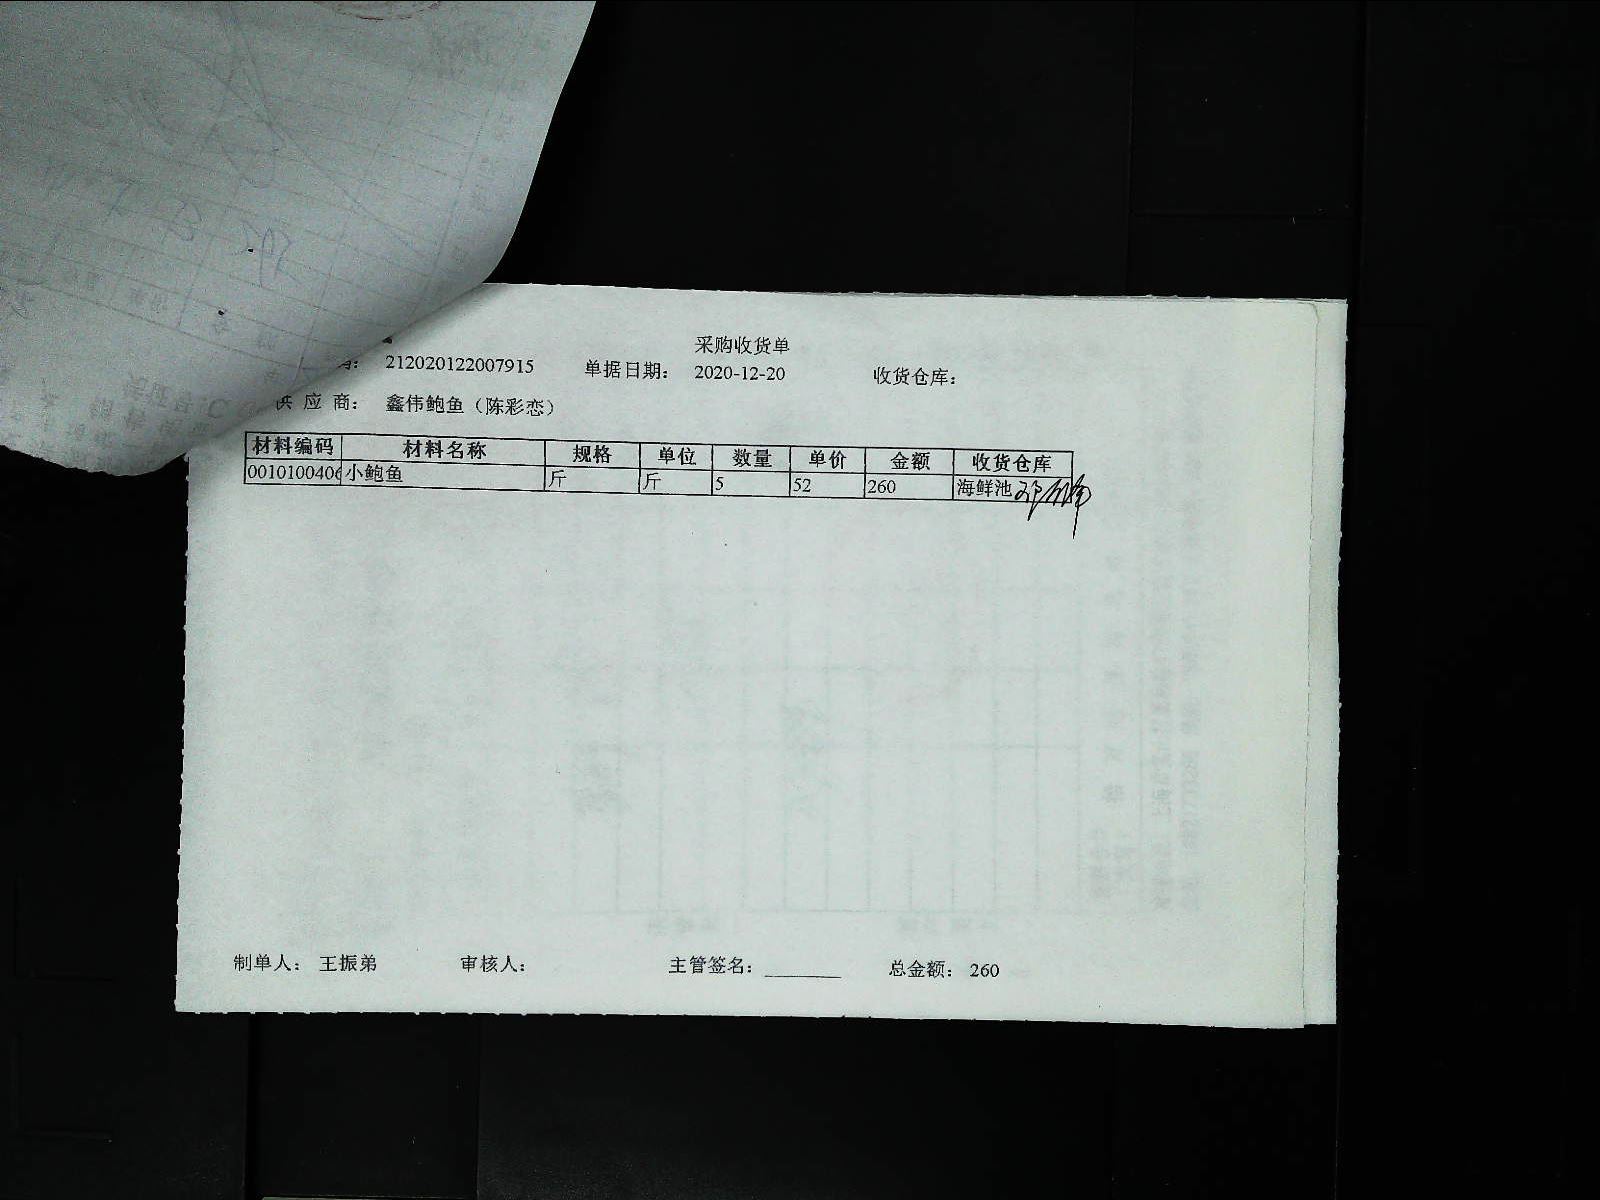 采购收货单
212020122007915 单据日期： 2020-12-20 收货仓库：
供 应 商： 鑫伟鲍鱼（陈彩恋）
材料编码 材料名称 规格 单位 数量 单价 金额 收货仓库
0010100406 小鲍鱼 斤 斤 5 52 260 海鲜池
制单人： 王振弟 审核人： 主管签名： ________ 总金额： 260